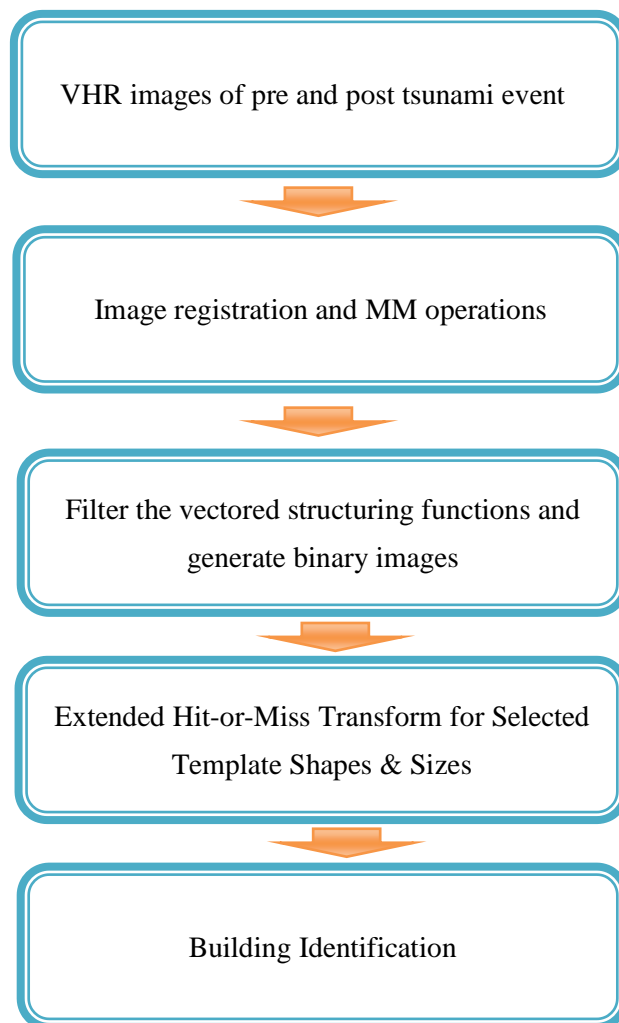 VHR images of pre and post tsunami event
Image registration and MM operations
Filter the vectored structuring functions and
generate binary images
Extended Hit-or-Miss Transform for Selected
Template Shapes & Sizes
Building Identification